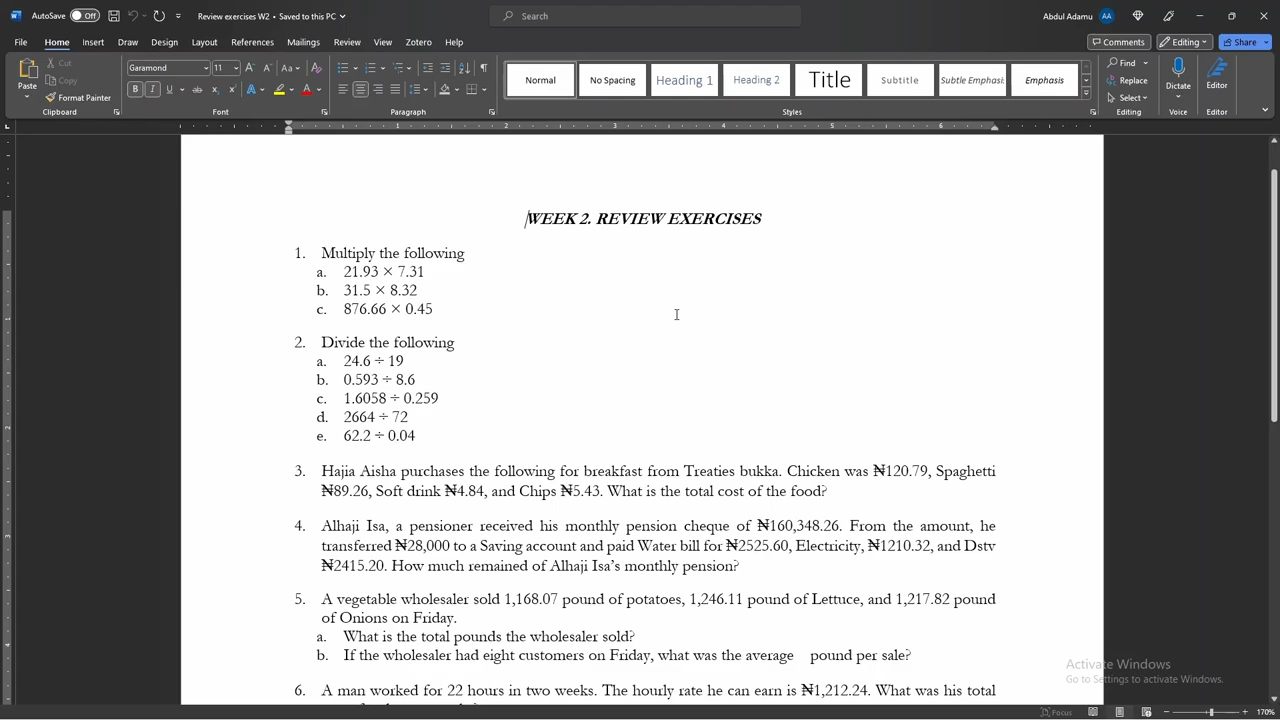 AutoSave Off Review exercises W2 • Saved to this PC Search Abdul Adamu AA
File Home Insert Draw Design Layout References Mailings Review View Zotero Help Comments Editing Share
Paste Cut Copy Format Painter Clipboard
Garamond 11 Font
Normal No Spacing Heading 1 Heading 2 Title Subtitle Subtle Emphasis Emphasis Styles
Find Replace Select Editing Dictate Voice Editor Editor
1 2 3 4 5 6
WEEK 2. REVIEW EXERCISES
1. Multiply the following
a. 21.93 × 7.31
b. 31.5 × 8.32
c. 876.66 × 0.45
2. Divide the following
a. 24.6 ÷ 19
b. 0.593 ÷ 8.6
c. 1.6058 ÷ 0.259
d. 2664 ÷ 72
e. 62.2 ÷ 0.04
3. Hajia Aisha purchases the following for breakfast from Treaties bukka. Chicken was ₦120.79, Spaghetti
₦89.26, Soft drink ₦4.84, and Chips ₦5.43. What is the total cost of the food?
4. Alhaji Isa, a pensioner received his monthly pension cheque of ₦160,348.26. From the amount, he
transferred ₦28,000 to a Saving account and paid Water bill for ₦2525.60, Electricity, ₦1210.32, and Dstv
₦2415.20. How much remained of Alhaji Isa’s monthly pension?
5. A vegetable wholesaler sold 1,168.07 pound of potatoes, 1,246.11 pound of Lettuce, and 1,217.82 pound
of Onions on Friday.
a. What is the total pounds the wholesaler sold?
b. If the wholesaler had eight customers on Friday, what was the average pound per sale?
6. A man worked for 22 hours in two weeks. The hourly rate he can earn is ₦1,212.24. What was his total
Activate Windows
Go to Settings to activate Windows.
Focus 170%